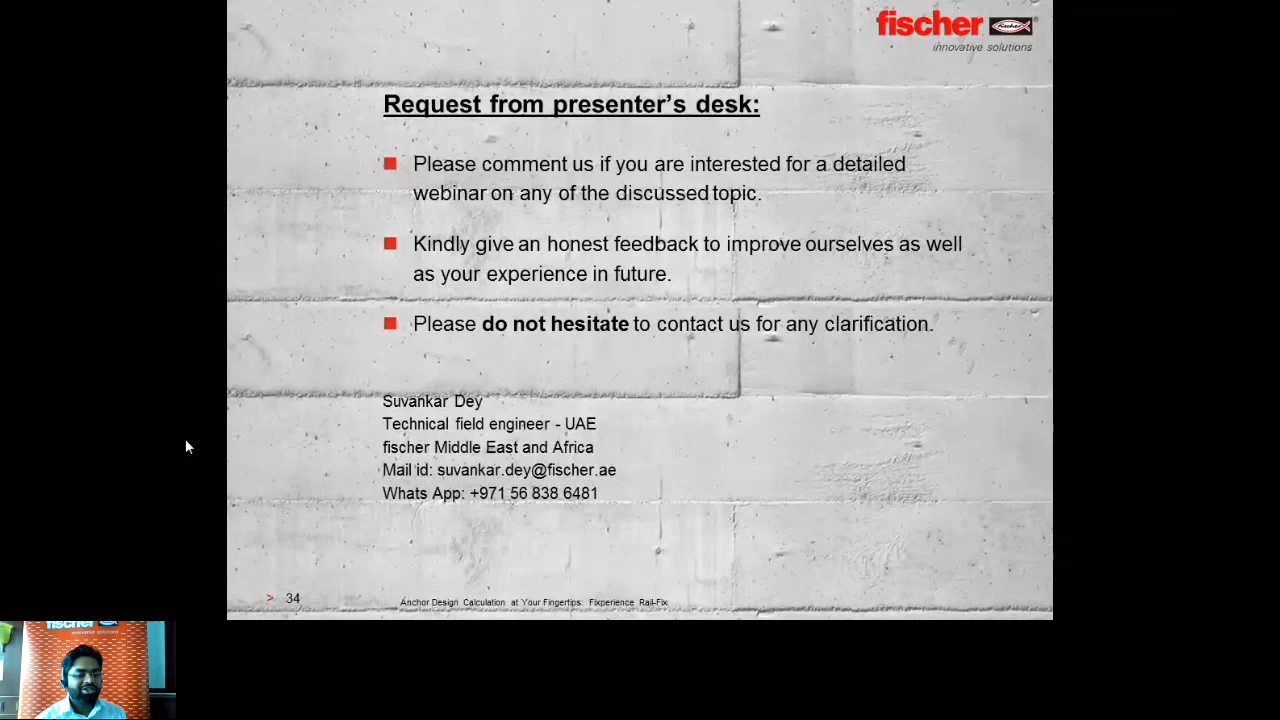 fischer
fischer
innovative solutions
Request from presenter's desk:
Please comment us if you are interested for a detailed
webinar on any of the discussed topic.
Kindly give an honest feedback to improve ourselves as well
as your experience in future.
Please do not hesitate to contact us for any clarification.
Suvankar Dey
Technical field engineer - UAE
fischer Middle East and Africa
Mail id: suvankar.dey@fischer.ae
Whats App: +971 56 838 6481
> 34
Anchor Design Calculation at Your Fingertips: Fixperience Rail-Fix
fischer
innovative solutions